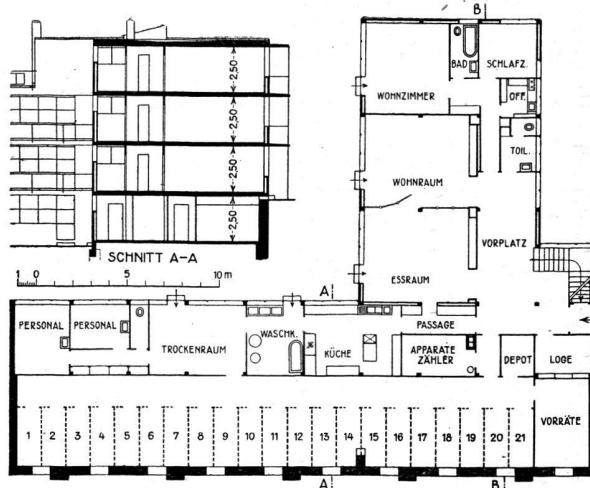 B
BAD
SCHLAFZ.
WOHNZIMMER
OFF.
TOIL.
WOHNRAUM
VORPLATZ
ESSRAUM
2,50
2,50
2,50
2,50
SCHNITT A-A
1 0 5 10 m
A
PERSONAL
PERSONAL
TROCKENRAUM
WASCHK.
KÜCHE
PASSAGE
APPARATE
ZÄHLER
DEPOT
LOGE
1 2 3 4 5 6 7 8 9 10 11 12 13 14 15 16 17 18 19 20 21
VORRÄTE
A
B